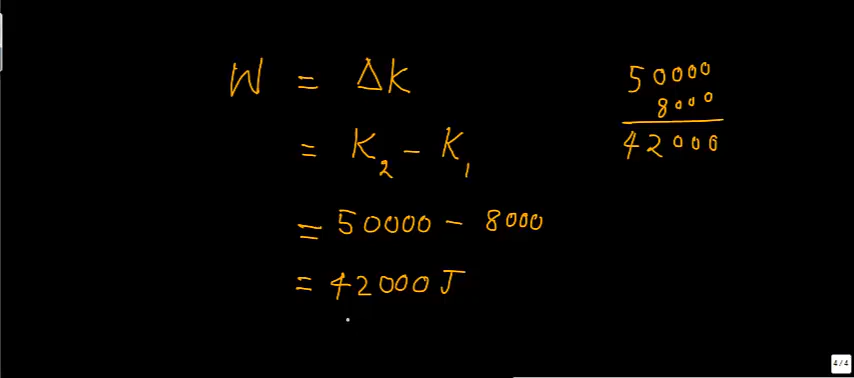 W = ΔK
= K₂ - K₁
= 50000 - 8000
= 42000 J
50000
8000
42000
4/4